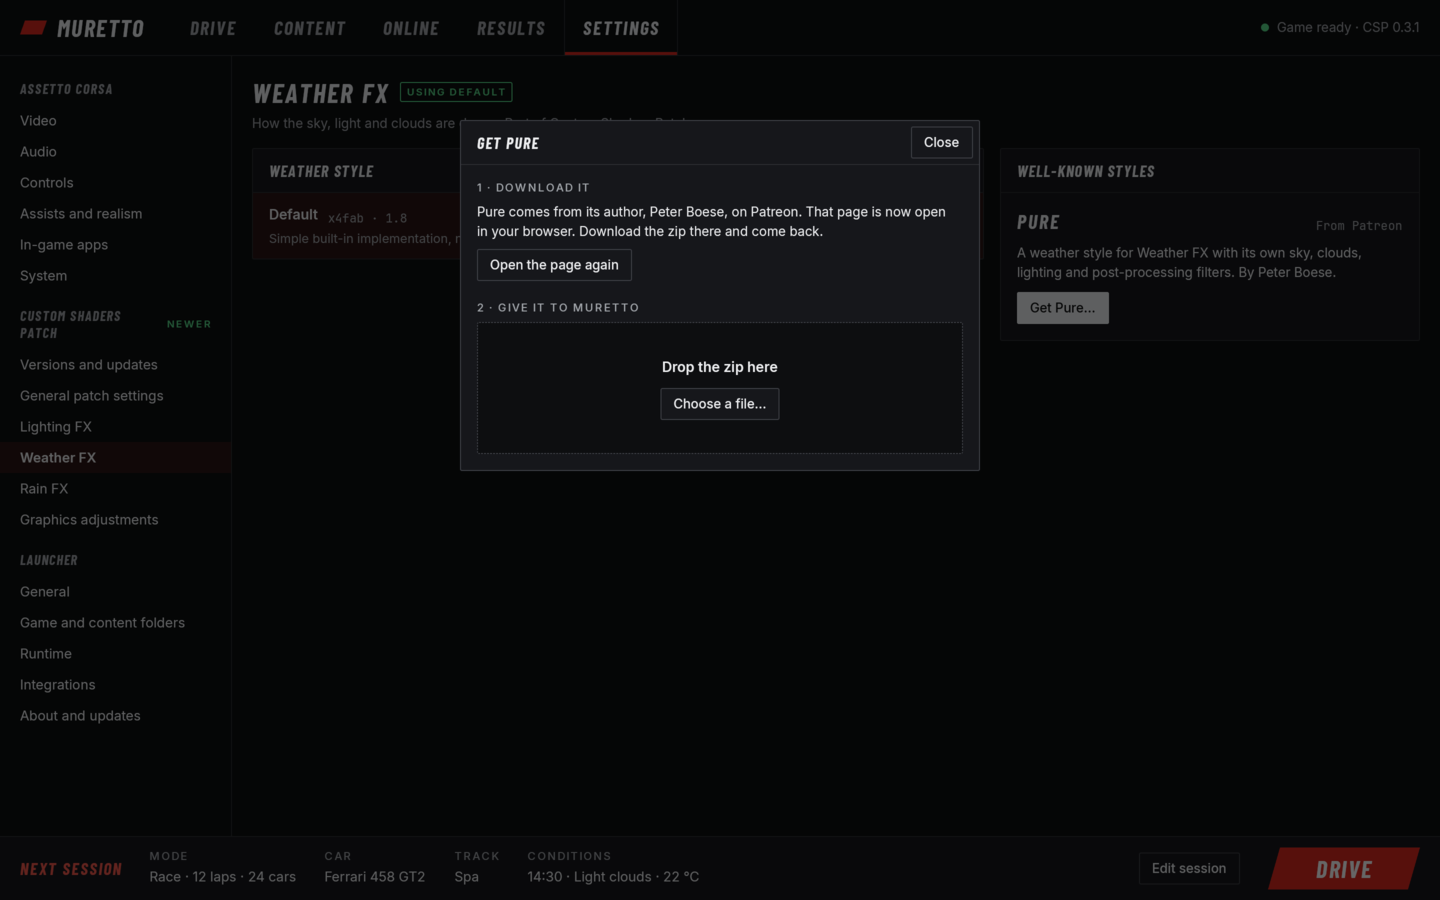 MURETTO
DRIVE
CONTENT
ONLINE
RESULTS
SETTINGS
Game ready · CSP 0.3.1
ASSETTO CORSA
Video
Audio
Controls
Assists and realism
In-game apps
System
CUSTOM SHADERS
PATCH
NEWER
Versions and updates
General patch settings
Lighting FX
Weather FX
Rain FX
Graphics adjustments
LAUNCHER
General
Game and content folders
Runtime
Integrations
About and updates
WEATHER FX
USING DEFAULT
How the sky, light and clouds are
WEATHER STYLE
Default x4fab · 1.8
Simple built-in implementation,
GET PURE
Close
1 · DOWNLOAD IT
Pure comes from its author, Peter Boese, on Patreon. That page is now open
in your browser. Download the zip there and come back.
Open the page again
2 · GIVE IT TO MURETTO
Drop the zip here
Choose a file...
WELL-KNOWN STYLES
PURE
From Patreon
A weather style for Weather FX with its own sky, clouds,
lighting and post-processing filters. By Peter Boese.
Get Pure...
NEXT SESSION
MODE
Race · 12 laps · 24 cars
CAR
Ferrari 458 GT2
TRACK
Spa
CONDITIONS
14:30 · Light clouds · 22 °C
Edit session
DRIVE